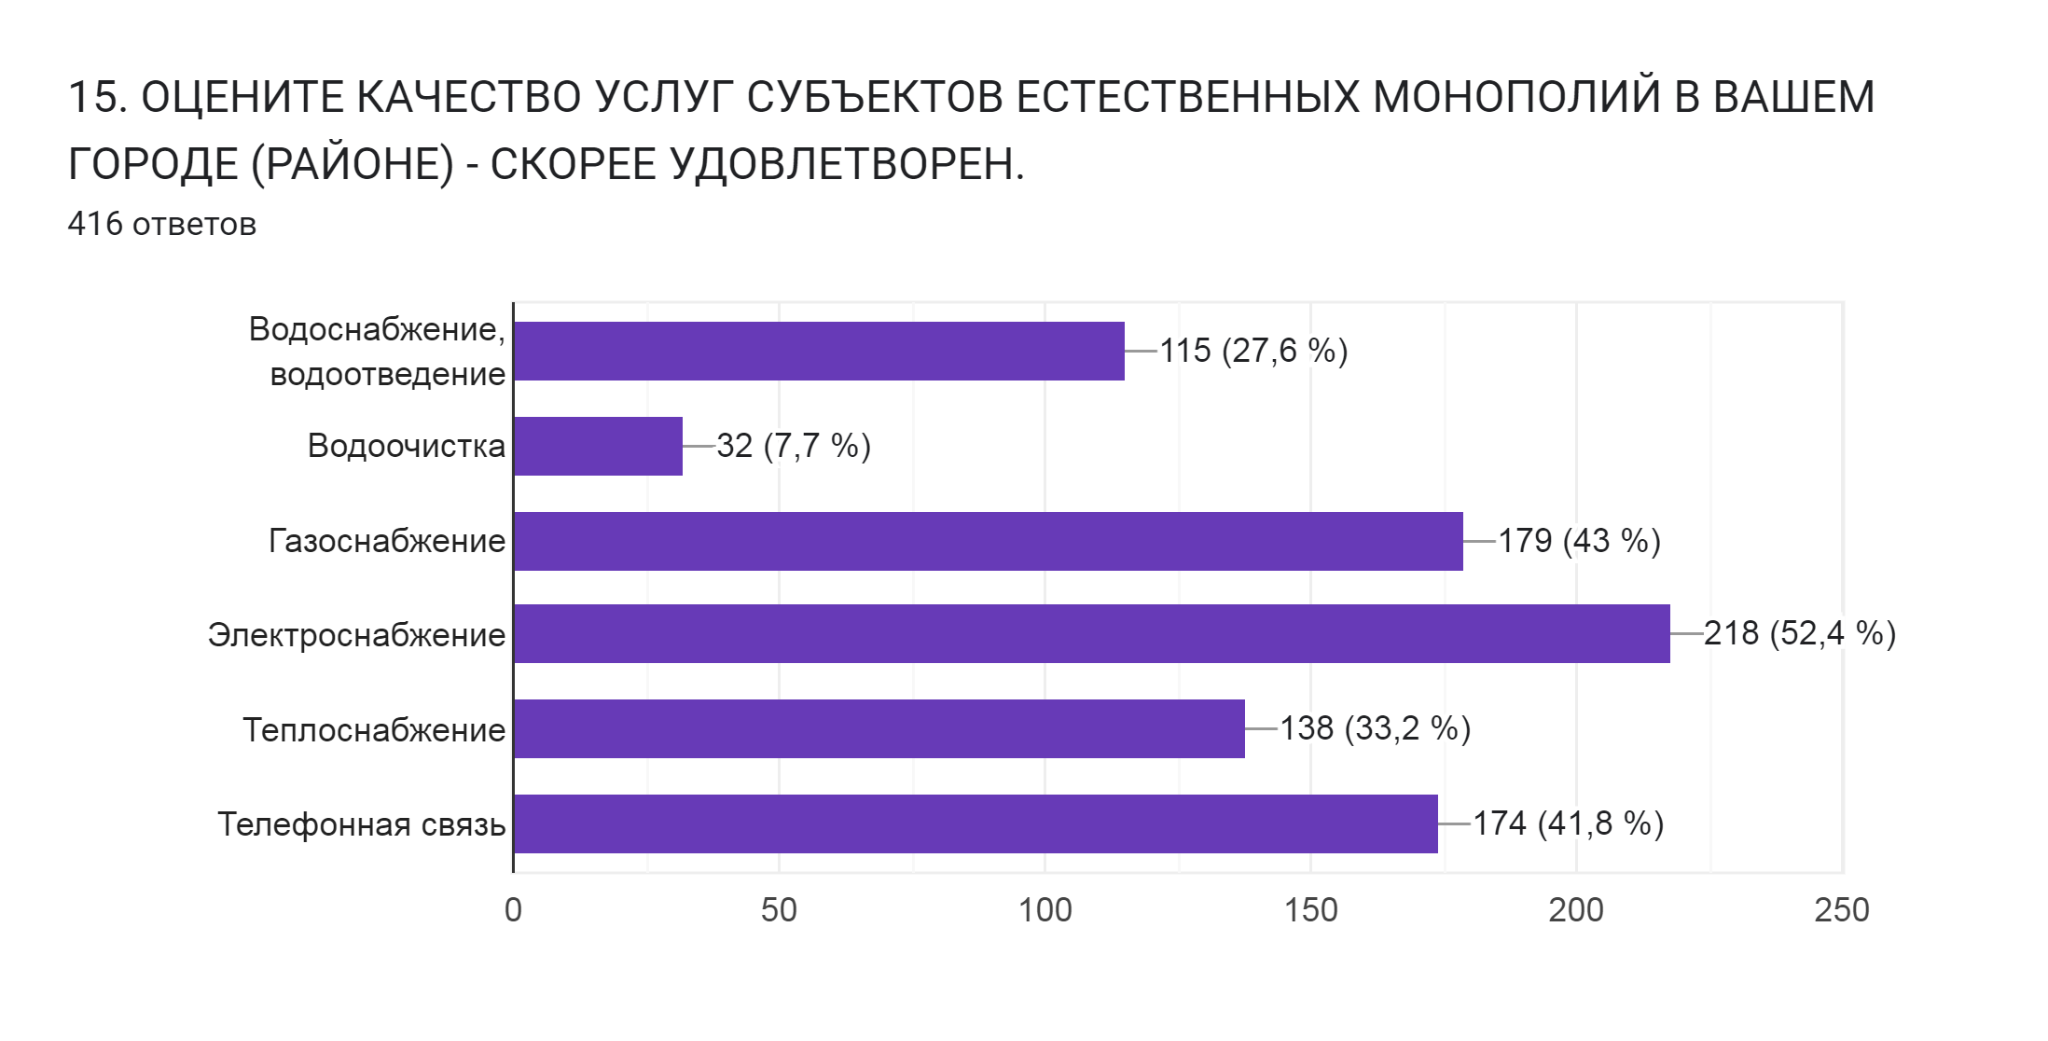 15. ОЦЕНИТЕ КАЧЕСТВО УСЛУГ СУБЪЕКТОВ ЕСТЕСТВЕННЫХ МОНОПОЛИЙ В ВАШЕМ
ГОРОДЕ (РАЙОНЕ) - СКОРЕЕ УДОВЛЕТВОРЕН.
416 ответов
Водоснабжение,
водоотведение
115 (27,6 %)
Водоочистка
32 (7,7 %)
Газоснабжение
179 (43 %)
Электроснабжение
218 (52,4 %)
Теплоснабжение
138 (33,2 %)
Телефонная связь
174 (41,8 %)
0 50 100 150 200 250